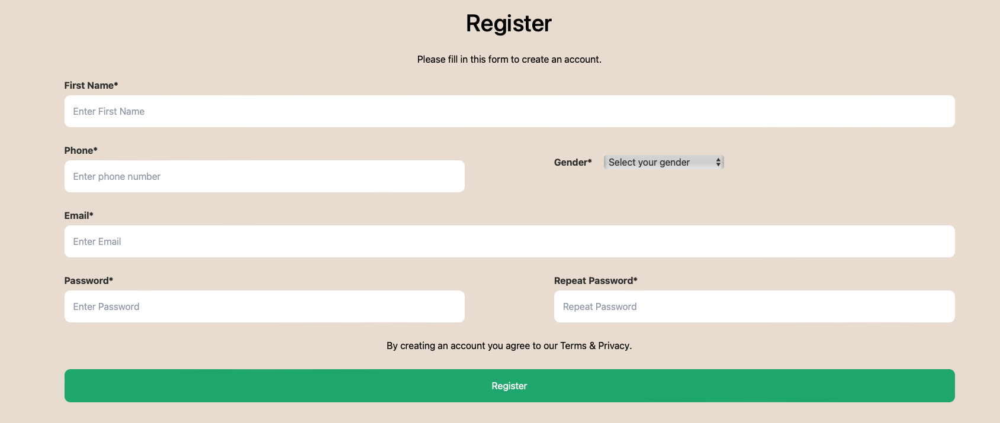 Register
Please fill in this form to create an account.
First Name*
Enter First Name
Phone*
Enter phone number
Gender*
Select your gender
Email*
Enter Email
Password*
Enter Password
Repeat Password*
Repeat Password
By creating an account you agree to our Terms & Privacy.
Register